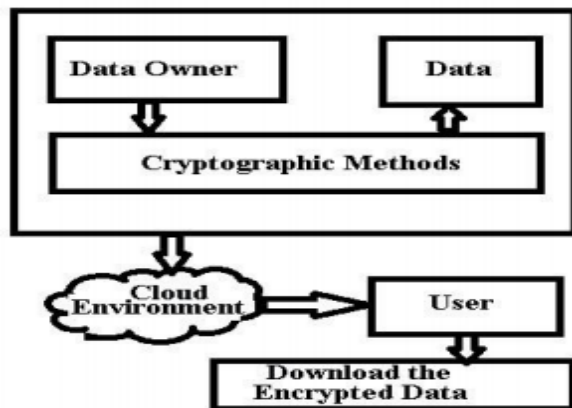 Data Owner
Data
Cryptographic Methods
Cloud
Environment
User
Download the
Encrypted Data